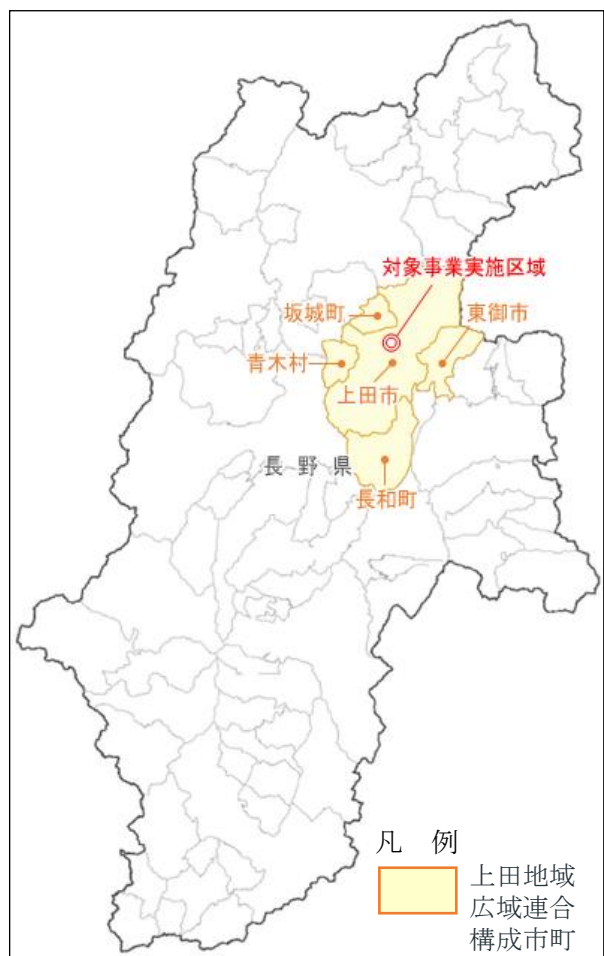 対象事業実施区域
坂城町
東御市
青木村
上田市
長野県
長和町
凡 例
上田地域
広域連合
構成市町